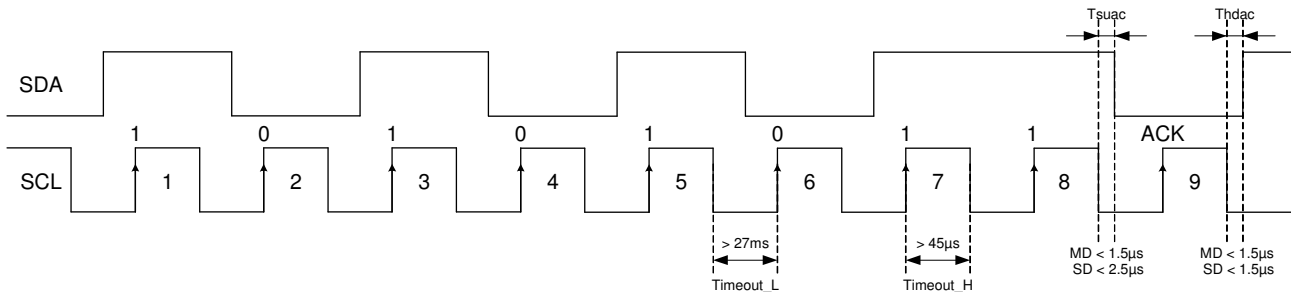 Tsuac Thdac
SDA
1 0 1 0 1 0 1 1 ACK
SCL 1 2 3 4 5 6 7 8 9
> 27ms > 45μs MD < 1.5μs MD < 1.5μs
SD < 2.5μs SD < 1.5μs
Timeout_L Timeout_H